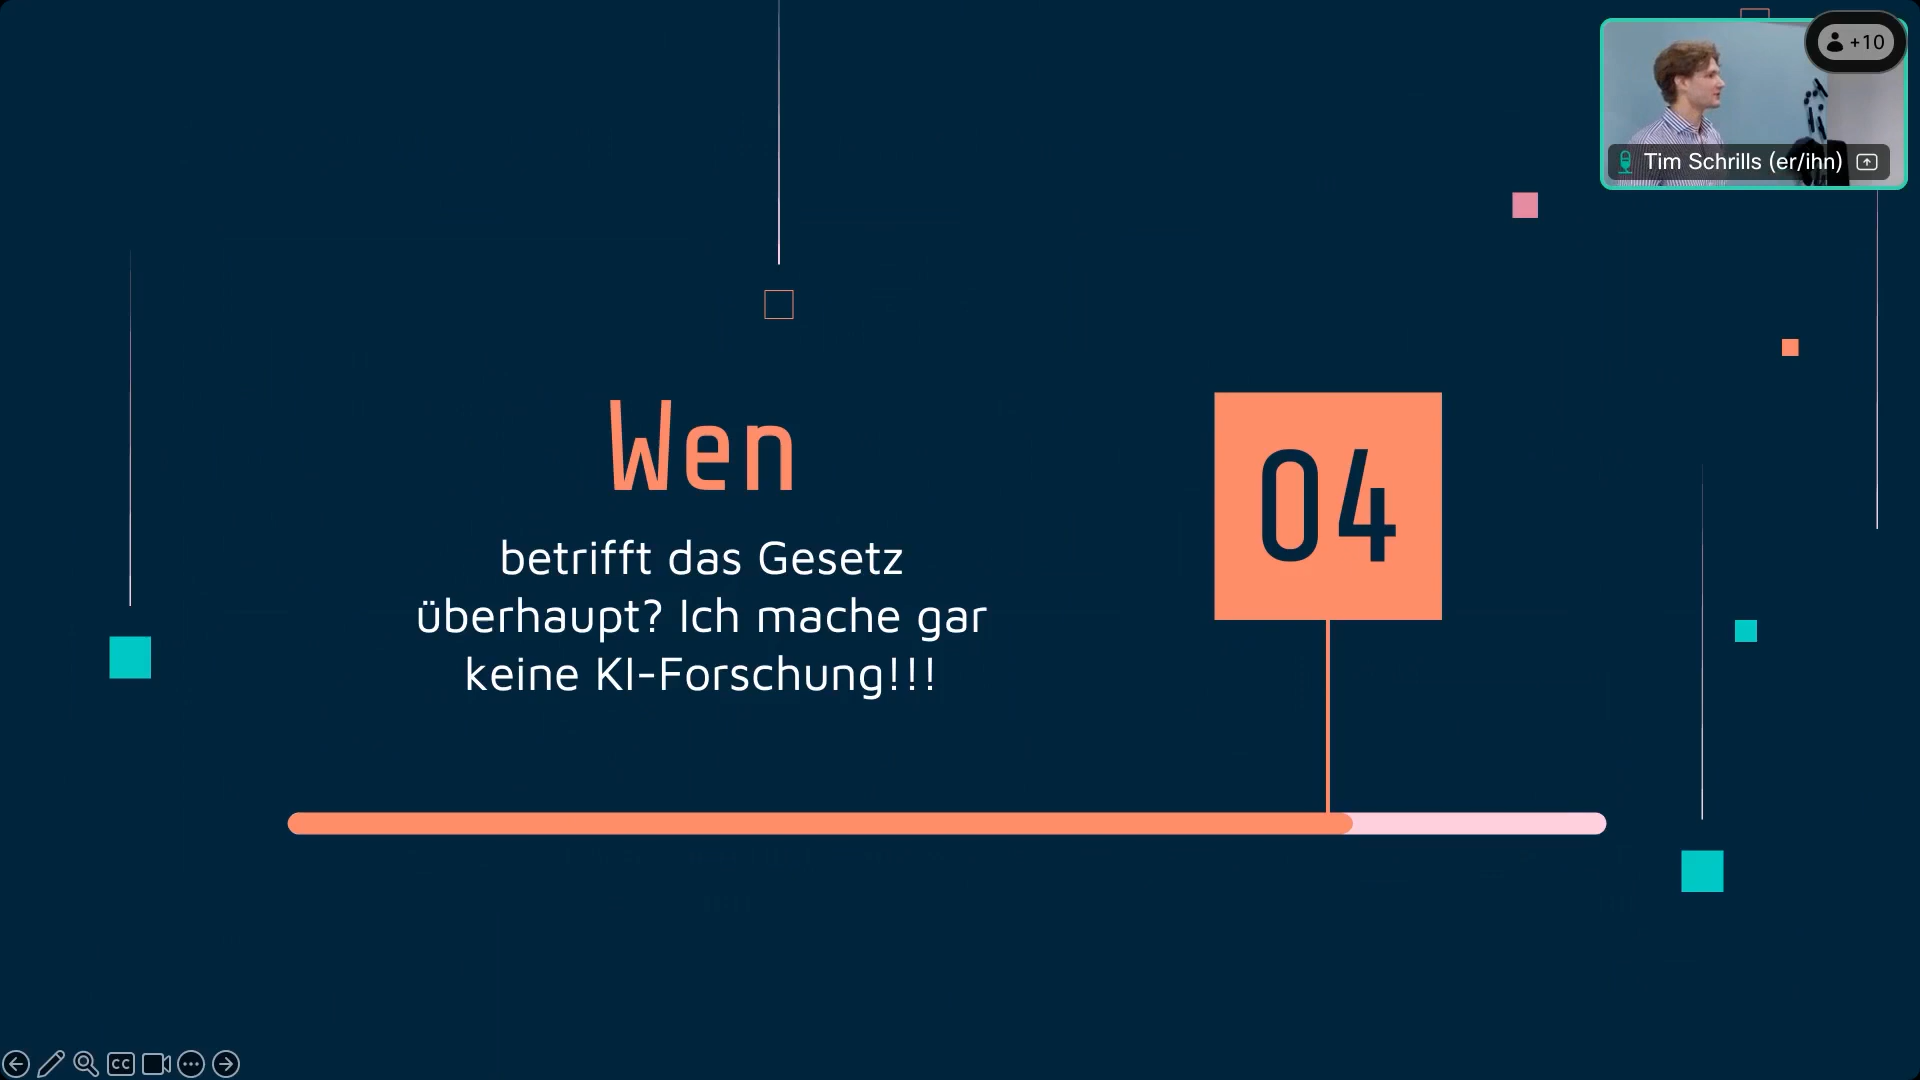 +10
Tim Schrills (er/ihn)
Wen
betrifft das Gesetz
überhaupt? Ich mache gar
keine KI-Forschung!!!
04
CC